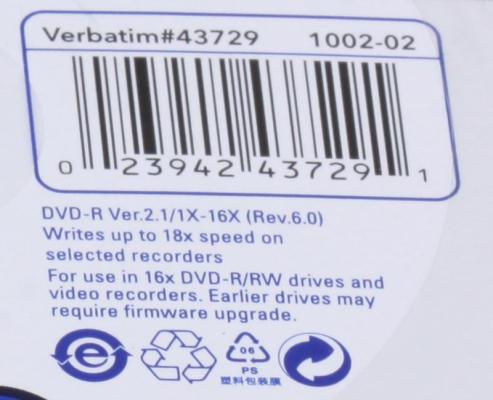 Verbatim#43729 1002-02
0 23942 43729 1
DVD-R Ver.2.1/1X-16X (Rev.6.0)
Writes up to 18x speed on
selected recorders
For use in 16x DVD-R/RW drives and
video recorders. Earlier drives may
require firmware upgrade.
e
06
PS
塑料包装膜